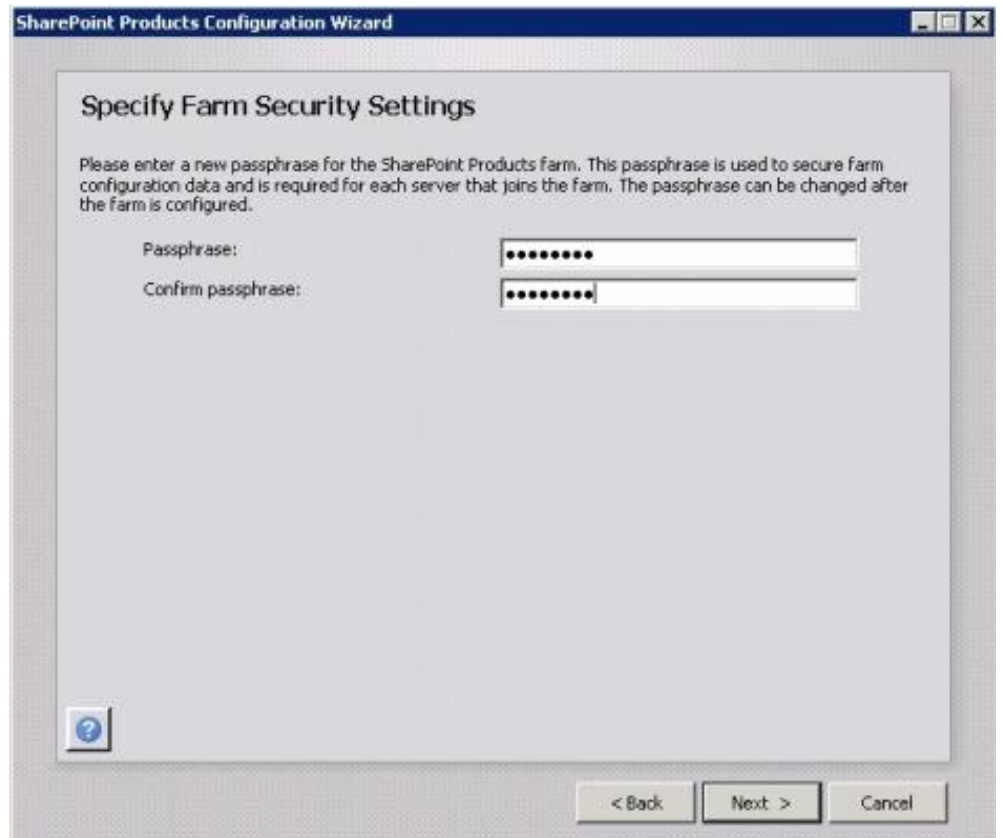 SharePoint Products Configuration Wizard
Specify Farm Security Settings
Please enter a new passphrase for the SharePoint Products farm. This passphrase is used to secure farm
configuration data and is required for each server that joins the farm. The passphrase can be changed after
the farm is configured.
Passphrase: ••••••••
Confirm passphrase: ••••••••
?
< Back Next > Cancel